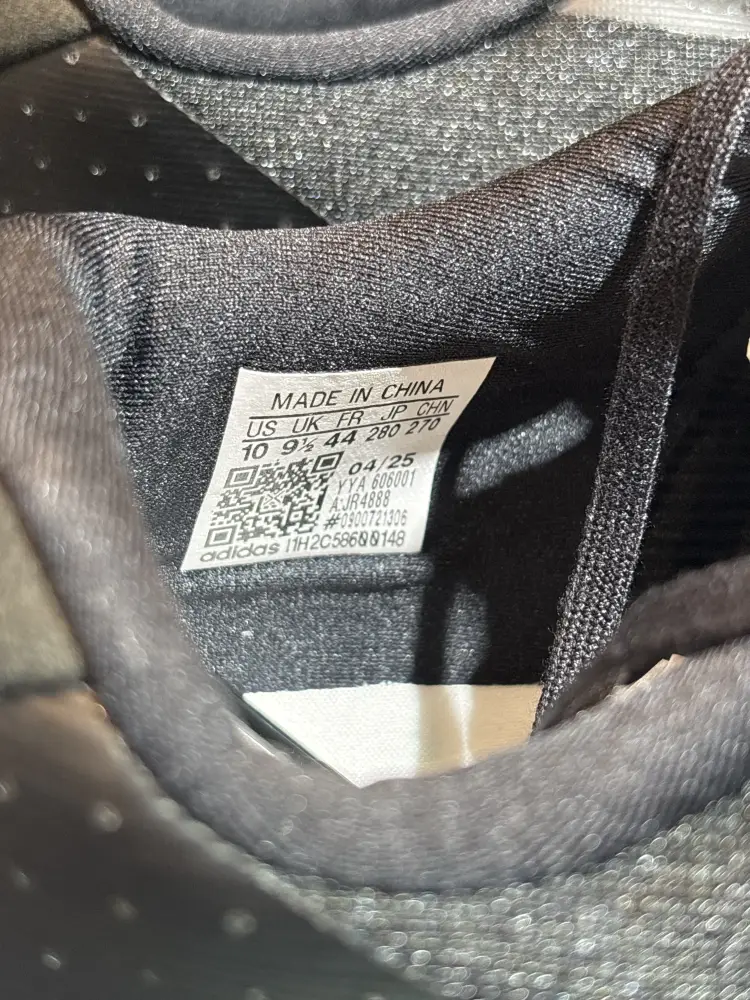 MADE IN CHINA
US UK FR JP CHN
10 9½ 44 280 270
04/25
YYA 606001
A:JR4888
#0900721306
adidas I1H2C58600148